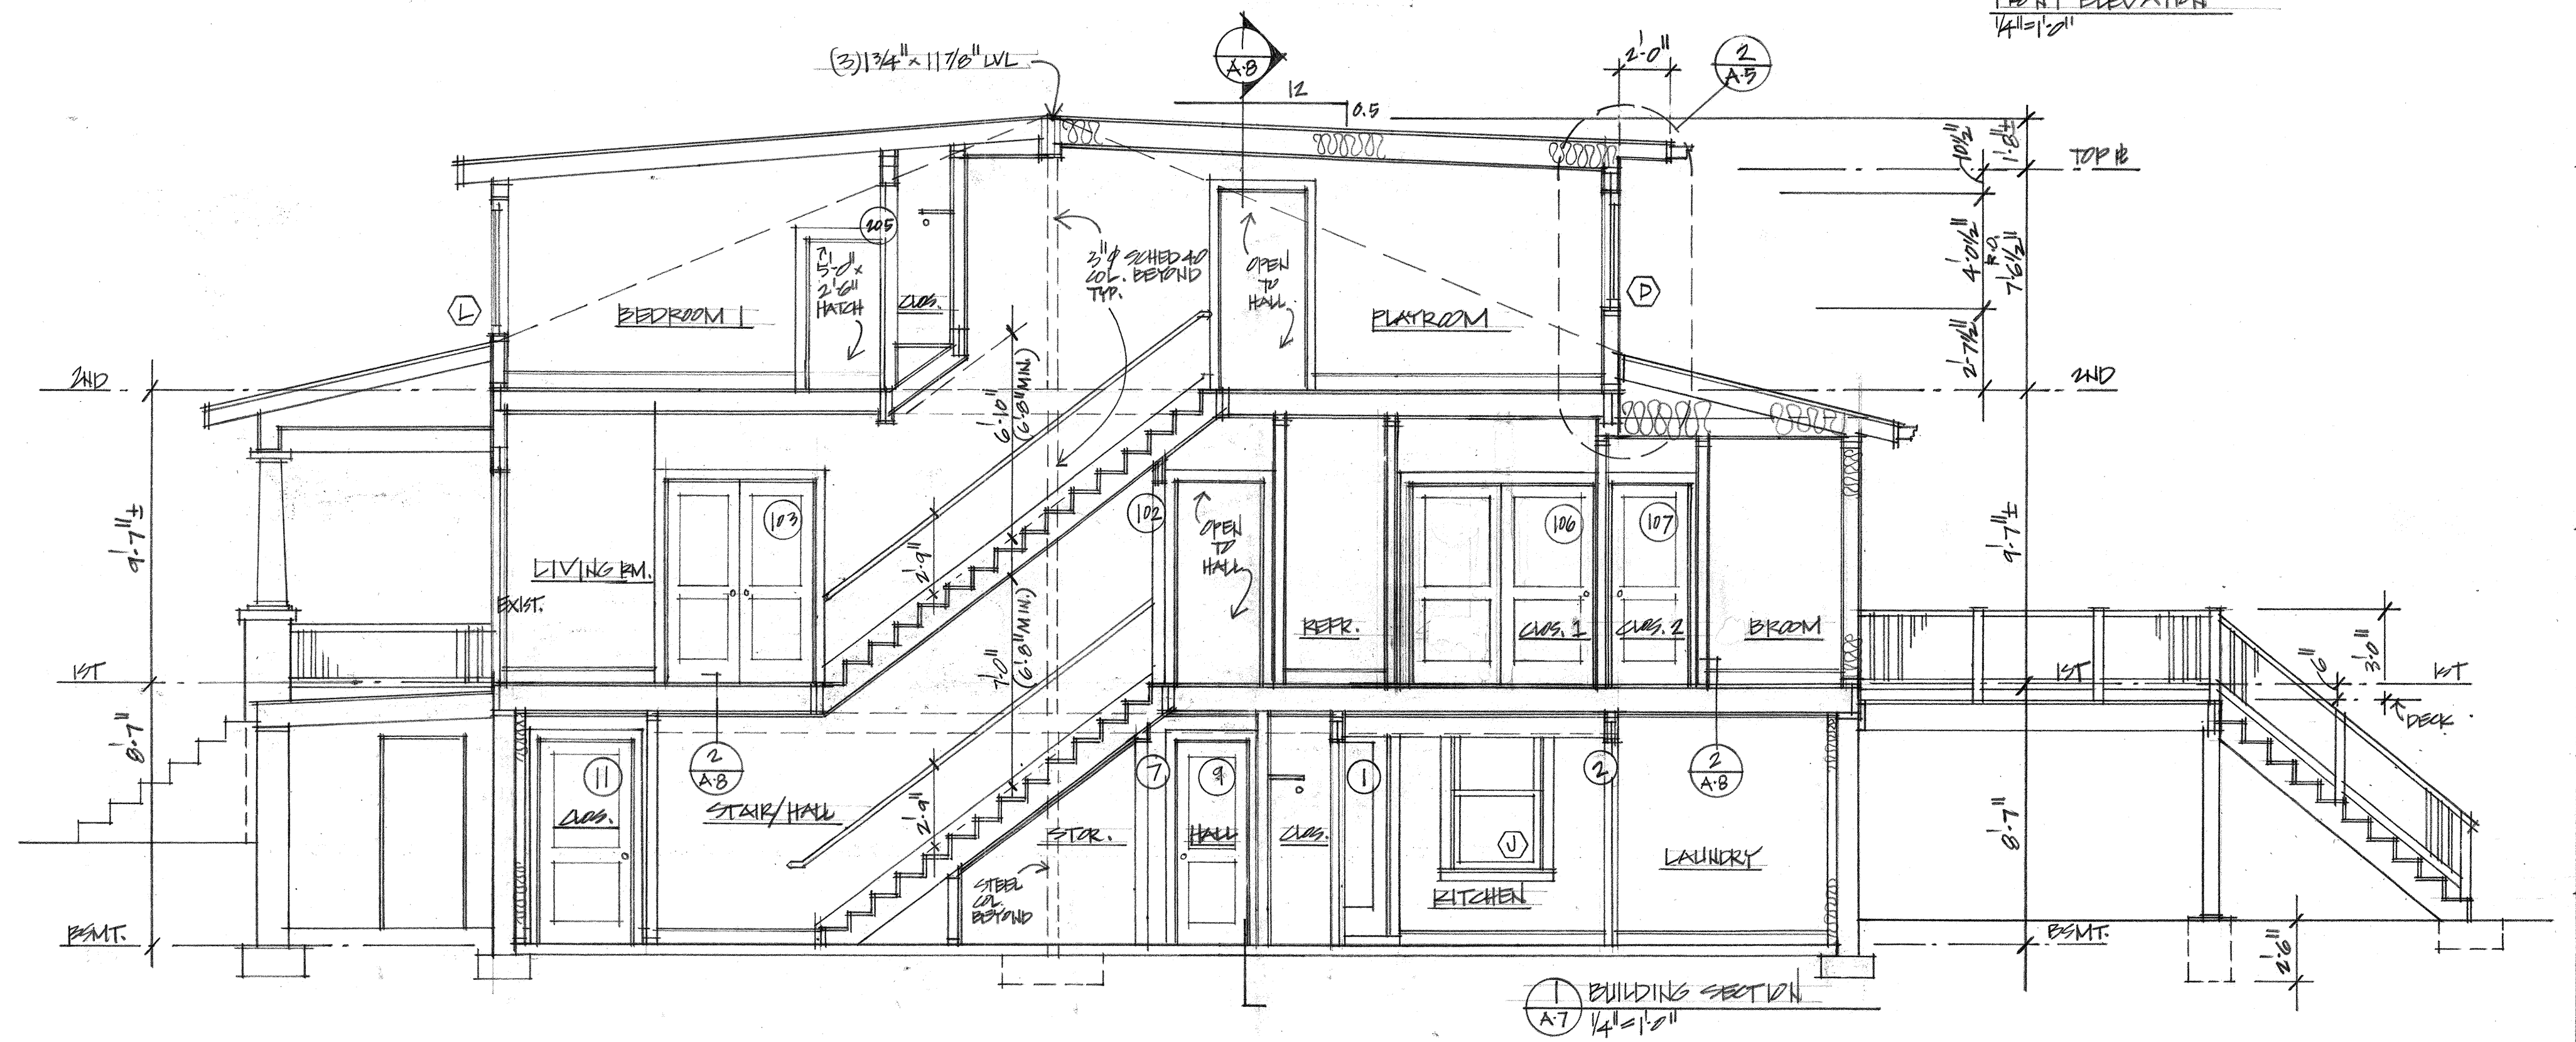 FRONT ELEVATION
1/4"=1'-0"
(3) 1 3/4" x 11 7/8" LVL
A·8
2'-0"
2
A·5
12
0.5
10 1/2"
1'-8"±
TOP PL
205
5'-0" x
2'-6"
HATCH
CLOS.
3"φ SCHED 40
COL. BEYOND
TYP.
OPEN
TO
HALL
4'-0 1/2"
R.O.
7'-6 1/2"
L
BEDROOM 1
PLAYROOM
D
2'-7 1/2"
2ND
2ND
6'-10"
(6'-8" MIN.)
9'-7"±
103
102
OPEN
TO
HALL
106
107
9'-7"±
LIVING RM.
EXIST.
2'-9"
REFR.
CLOS. 1
CLOS. 2
BROOM
7'-0"
(6'-8" MIN.)
1ST
1ST
6"
3'-0"
1ST
DECK
8'-7"
11
CLOS.
2
A·8
STAIR/HALL
2'-9"
STOR.
7
9
HALL
CLOS.
1
J
KITCHEN
2
2
A·8
LAUNDRY
8'-7"
STEEL
COL.
BEYOND
BSMT.
BSMT.
2'-6"
1
A·7
BUILDING SECTION
1/4"=1'-0"